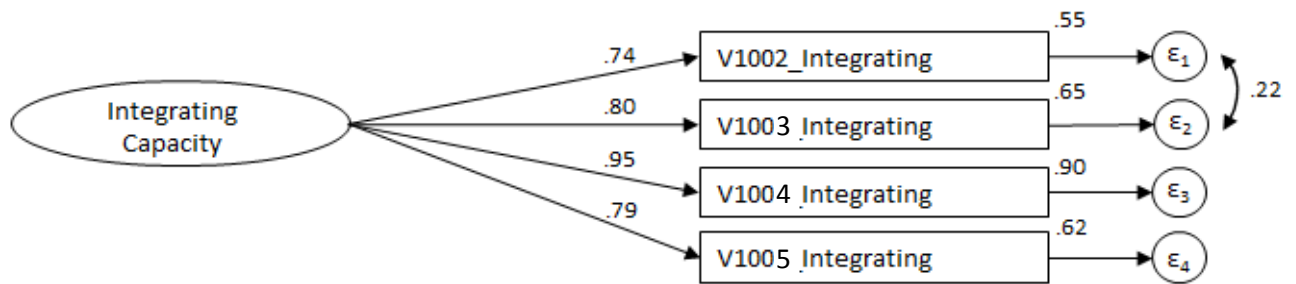 Integrating
Capacity
.74
.80
.95
.79
V1002_Integrating
.55
ε1
V1003_Integrating
.65
ε2
.22
V1004_Integrating
.90
ε3
V1005_Integrating
.62
ε4